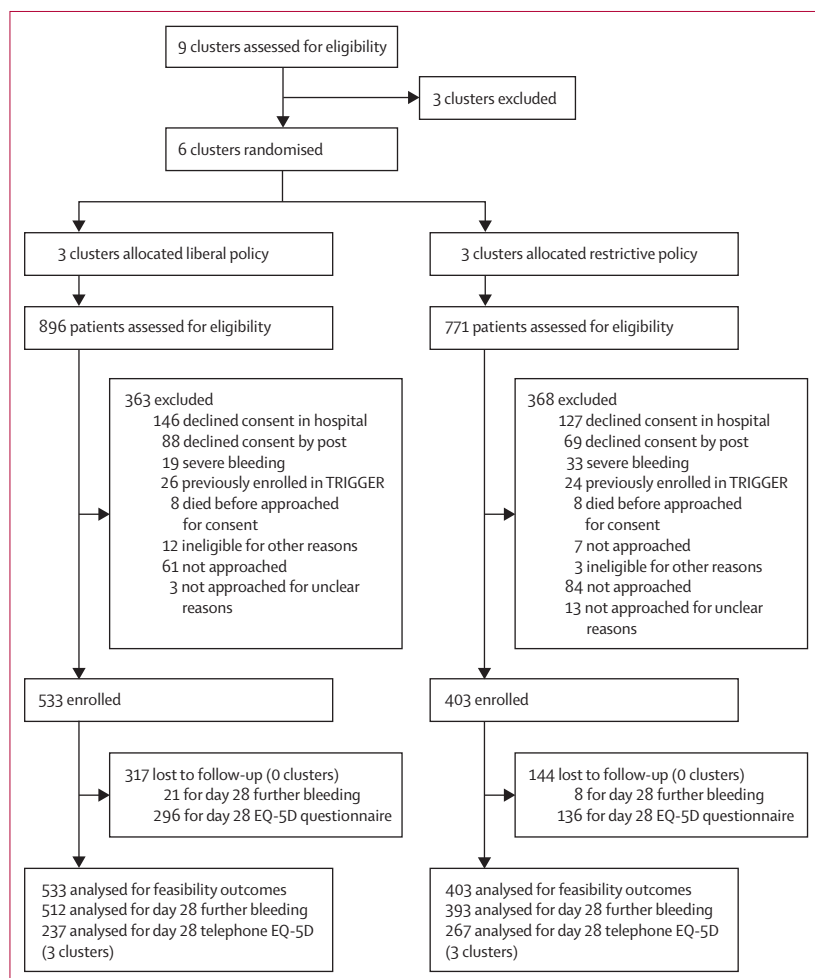 9 clusters assessed for eligibility
3 clusters excluded
6 clusters randomised
3 clusters allocated liberal policy
3 clusters allocated restrictive policy
896 patients assessed for eligibility
771 patients assessed for eligibility
363 excluded
146 declined consent in hospital
88 declined consent by post
19 severe bleeding
26 previously enrolled in TRIGGER
8 died before approached
for consent
12 ineligible for other reasons
61 not approached
3 not approached for unclear
reasons
368 excluded
127 declined consent in hospital
69 declined consent by post
33 severe bleeding
24 previously enrolled in TRIGGER
8 died before approached
for consent
7 not approached
3 ineligible for other reasons
84 not approached
13 not approached for unclear
reasons
533 enrolled
403 enrolled
317 lost to follow-up (0 clusters)
21 for day 28 further bleeding
296 for day 28 EQ-5D questionnaire
144 lost to follow-up (0 clusters)
8 for day 28 further bleeding
136 for day 28 EQ-5D questionnaire
533 analysed for feasibility outcomes
512 analysed for day 28 further bleeding
237 analysed for day 28 telephone EQ-5D
(3 clusters)
403 analysed for feasibility outcomes
393 analysed for day 28 further bleeding
267 analysed for day 28 telephone EQ-5D
(3 clusters)